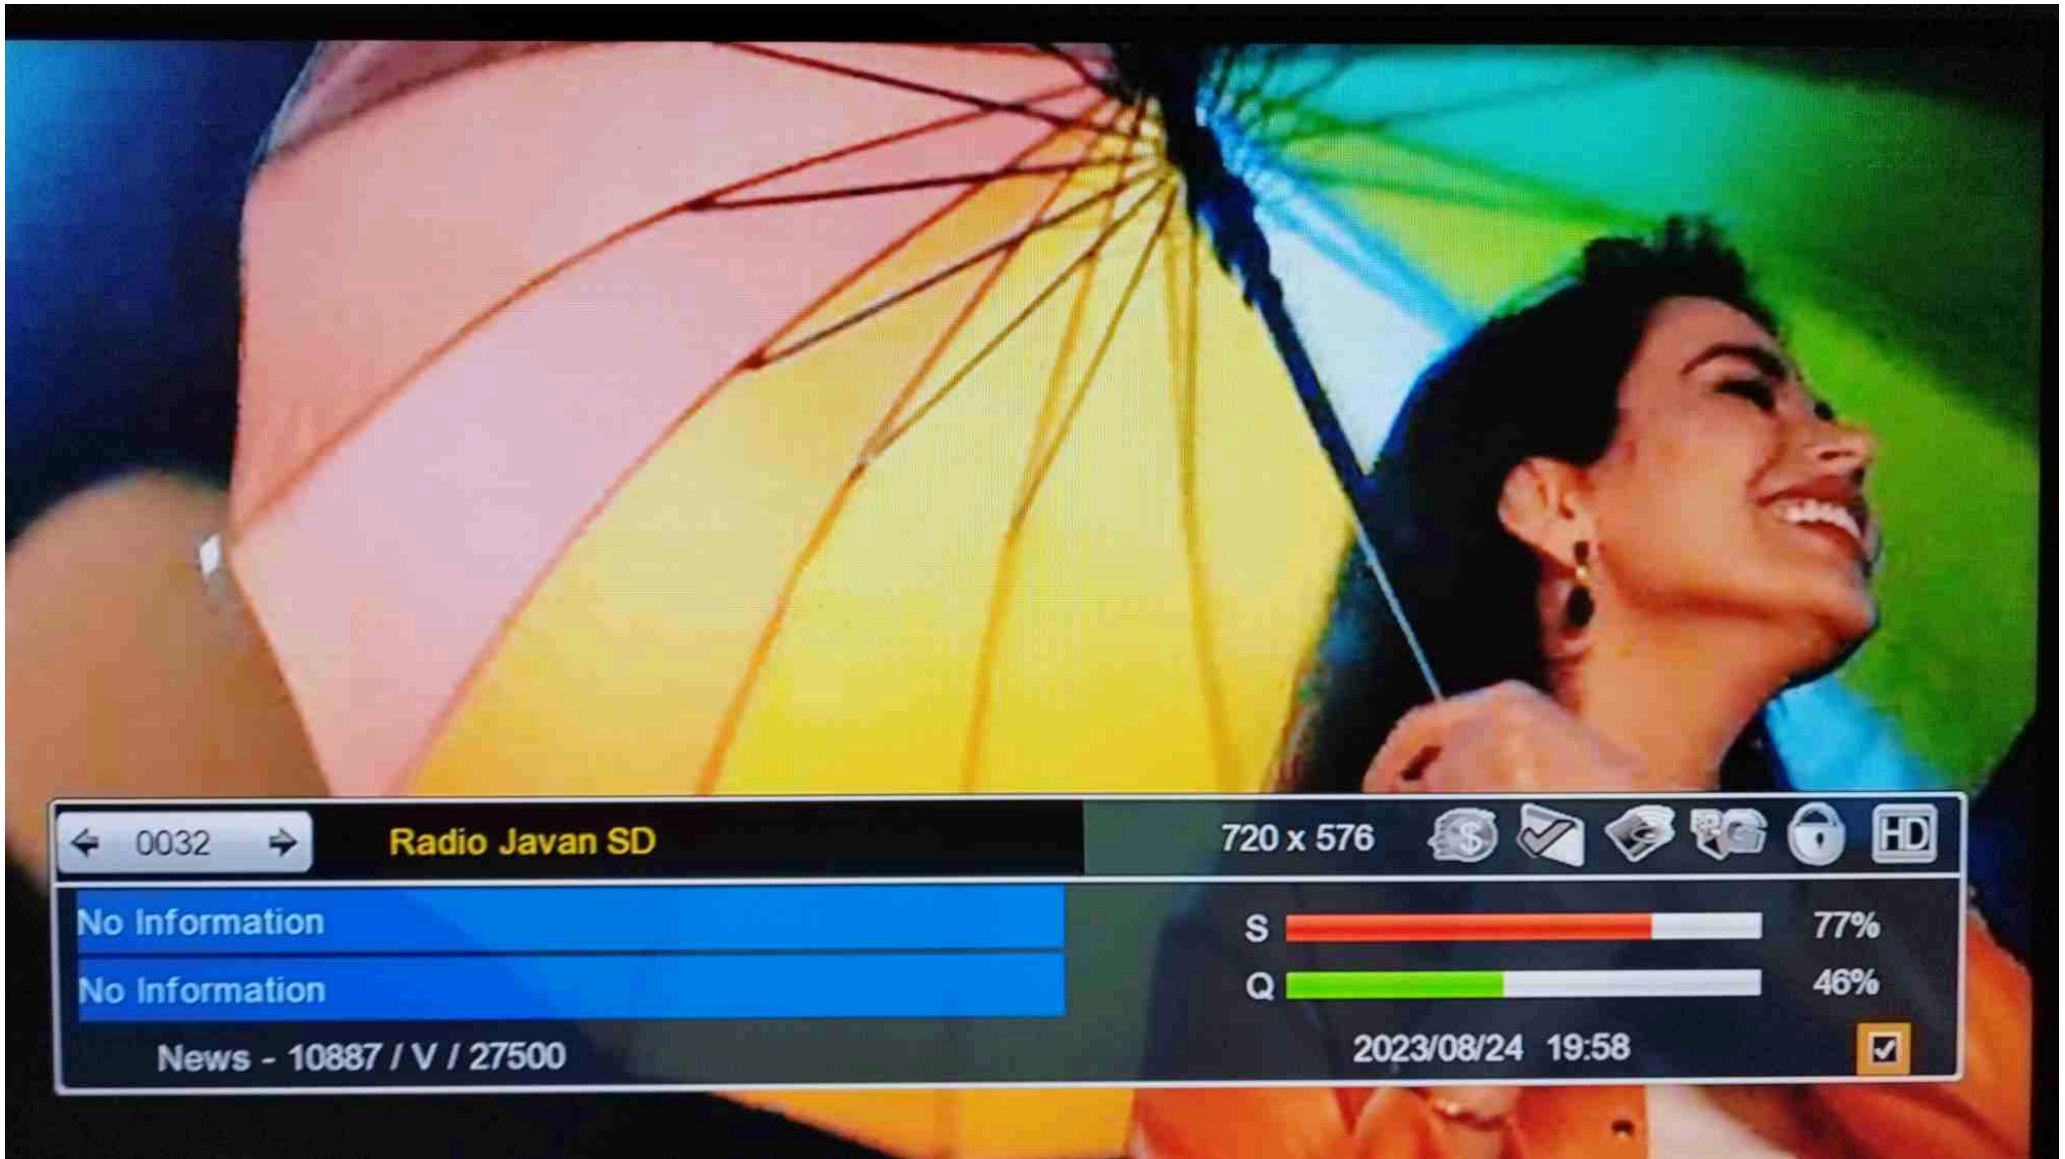 0032
Radio Javan SD
720 x 576
HD
No Information
S
77%
No Information
Q
46%
News - 10887 / V / 27500
2023/08/24 19:58